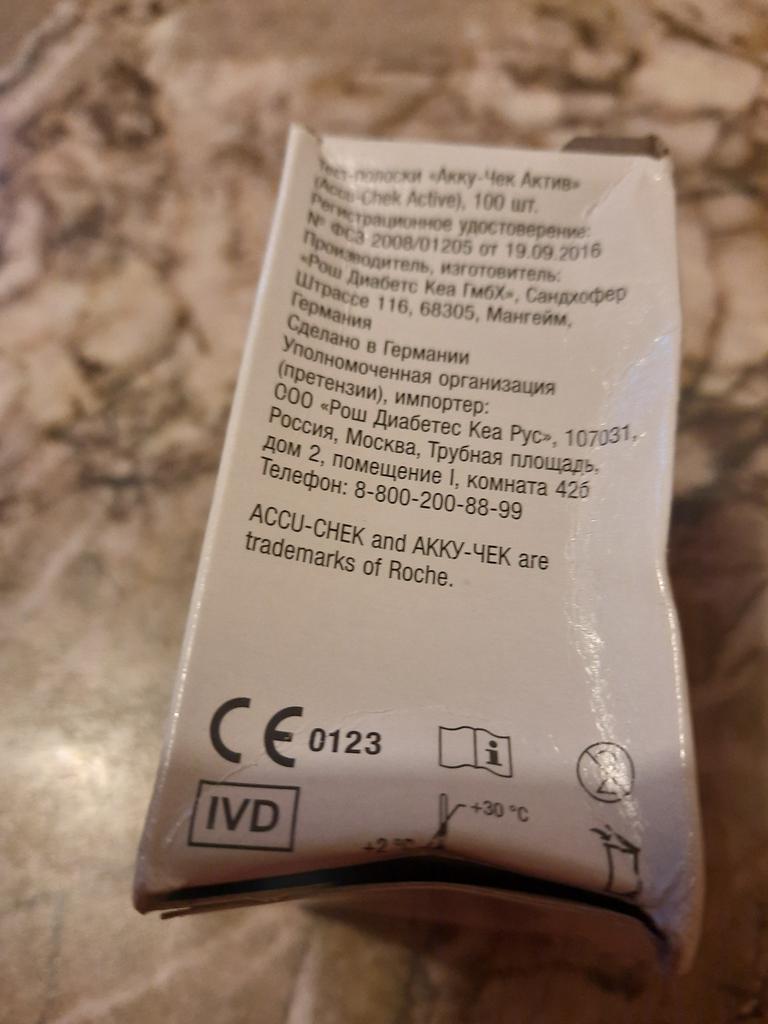 Тест-полоски «Акку-Чек Актив»
(Accu-Chek Active), 100 шт.
Регистрационное удостоверение:
№ ФСЗ 2008/01205 от 19.09.2016
Производитель, изготовитель:
«Рош Диабетс Кеа ГмбХ», Сандхофер
Штрассе 116, 68305, Мангейм,
Германия
Сделано в Германии
Уполномоченная организация
(претензии), импортер:
ООО «Рош Диабетес Кеа Рус», 107031,
Россия, Москва, Трубная площадь,
дом 2, помещение I, комната 42б
Телефон: 8-800-200-88-99
ACCU-CHEK and АККУ-ЧЕК are
trademarks of Roche.
CE 0123
i
2
IVD
+30 °C
+2 °C